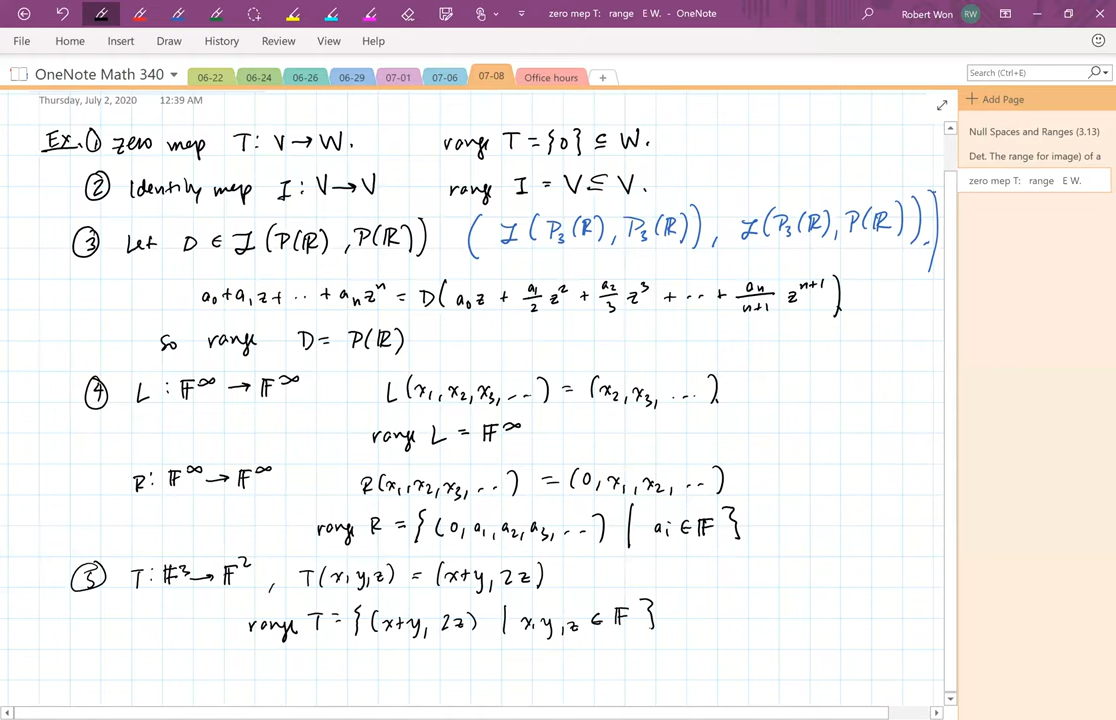 zero mep T: range E W. - OneNote
Robert Won RW
File Home Insert Draw History Review View Help
OneNote Math 340
06-22 06-24 06-26 06-29 07-01 07-06 07-08 Office hours
Search (Ctrl+E)
Thursday, July 2, 2020 12:39 AM
Add Page
Null Spaces and Ranges (3.13)
Det. The range for image) of a
zero mep T: range E W.
Ex. ① zero map T: V → W. range T = {0} ⊆ W.
② Identity map I: V → V range I = V ⊆ V.
③ Let D ∈ ℒ(P(ℝ), P(ℝ)) (ℒ(P₃(ℝ), P₃(ℝ)), ℒ(P₃(ℝ), P(ℝ)).)
a₀ + a₁z + ... + aₙzⁿ = D(a₀z + a₁/2 z² + a₂/3 z³ + ... + aₙ/n+1 zⁿ⁺¹).
so range D = P(ℝ)
④ L: 𝔽^∞ → 𝔽^∞ L(x₁, x₂, x₃, ...) = (x₂, x₃, ...).
range L = 𝔽^∞
R: 𝔽^∞ → 𝔽^∞ R(x₁, x₂, x₃, ...) = (0, x₁, x₂, ...)
range R = {(0, a₁, a₂, a₃, ...) | aᵢ ∈ 𝔽}
⑤ T: 𝔽³ → 𝔽², T(x, y, z) = (x+y, 2z)
range T = {(x+y, 2z) | x, y, z ∈ 𝔽}